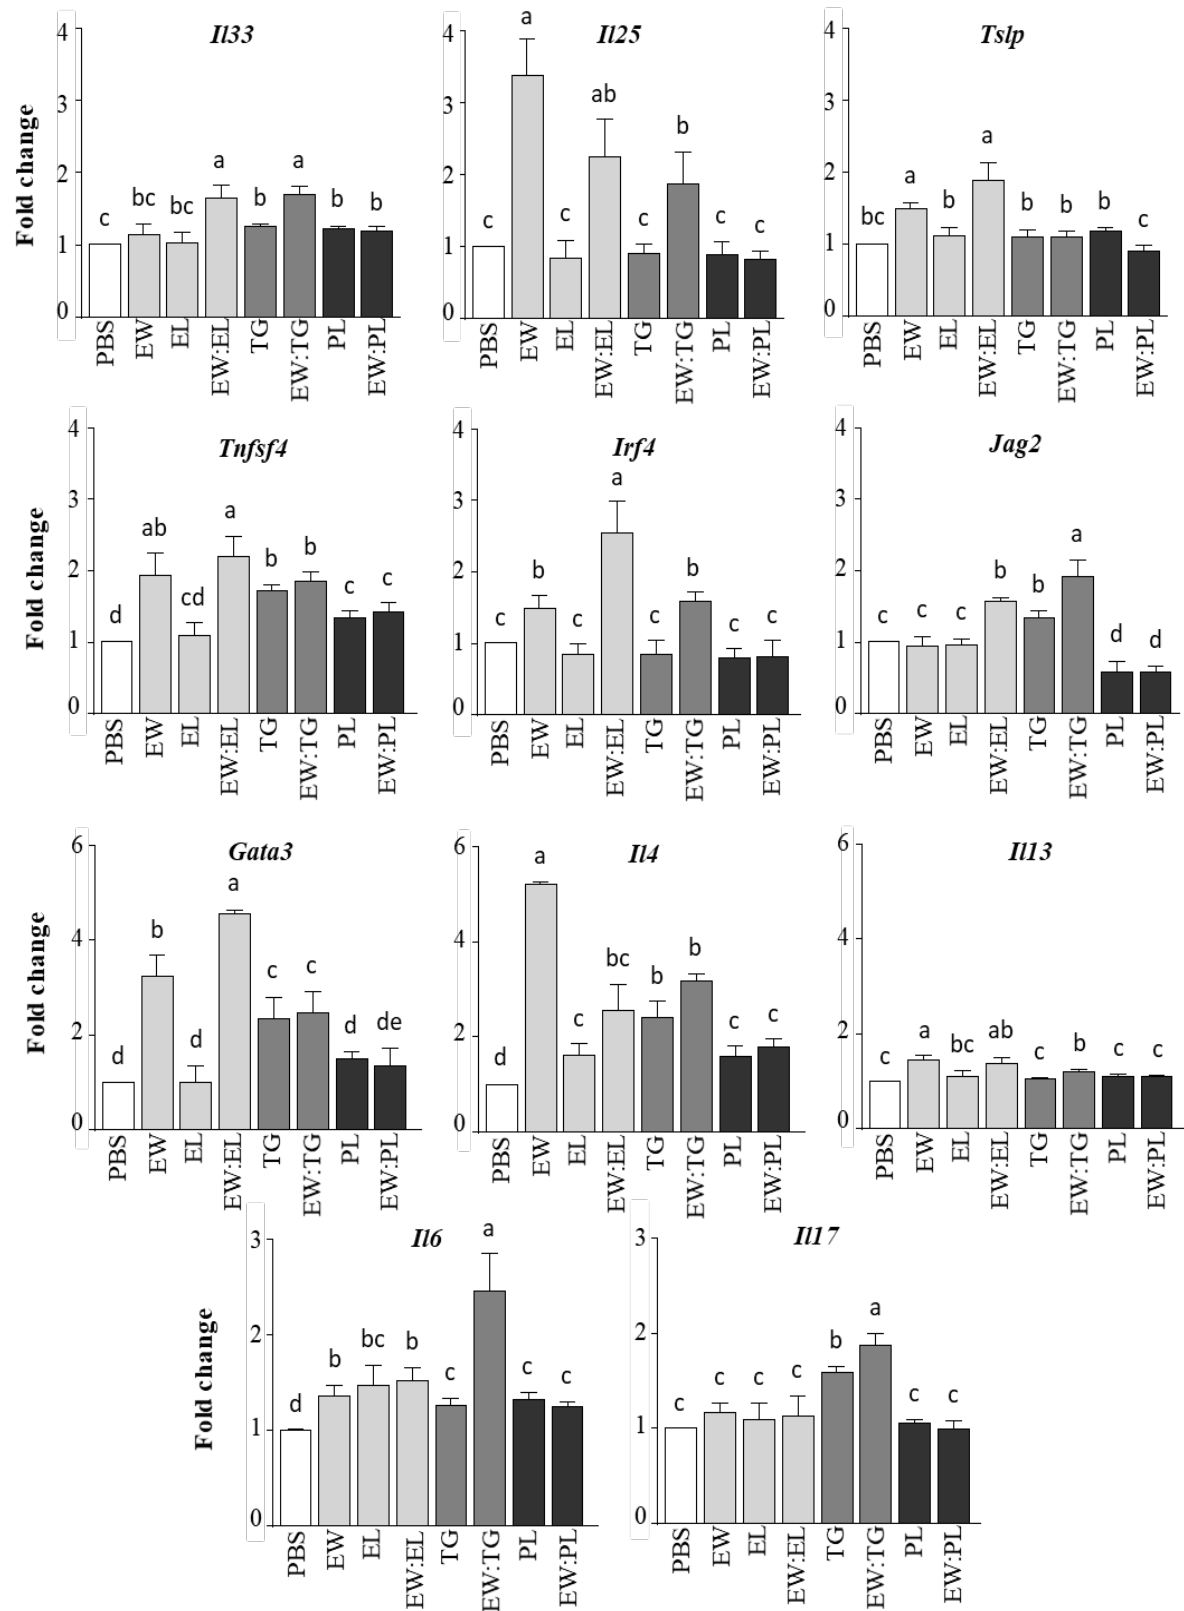 Il33
Il25
Tslp
Fold change
4
3
2
1
0
c
bc
bc
a
b
a
b
b
PBS
EW
EL
EW:EL
TG
EW:TG
PL
EW:PL
4
3
2
1
0
c
a
c
ab
c
b
c
c
PBS
EW
EL
EW:EL
TG
EW:TG
PL
EW:PL
4
3
2
1
0
bc
a
b
a
b
b
b
c
PBS
EW
EL
EW:EL
TG
EW:TG
PL
EW:PL
Tnfsf4
Irf4
Jag2
Fold change
4
3
2
1
0
d
ab
cd
a
b
b
c
c
PBS
EW
EL
EW:EL
TG
EW:TG
PL
EW:PL
4
3
2
1
0
c
b
c
a
c
b
c
c
PBS
EW
EL
EW:EL
TG
EW:TG
PL
EW:PL
4
3
2
1
0
c
c
c
b
b
a
d
d
PBS
EW
EL
EW:EL
TG
EW:TG
PL
EW:PL
Gata3
Il4
Il13
Fold change
6
4
2
0
d
b
d
a
c
c
d
de
PBS
EW
EL
EW:EL
TG
EW:TG
PL
EW:PL
6
4
2
0
d
a
c
bc
b
b
c
c
PBS
EW
EL
EW:EL
TG
EW:TG
PL
EW:PL
6
4
2
0
c
a
bc
ab
c
b
c
c
PBS
EW
EL
EW:EL
TG
EW:TG
PL
EW:PL
Il6
Il17
Fold change
3
2
1
0
d
b
bc
b
c
a
c
c
PBS
EW
EL
EW:EL
TG
EW:TG
PL
EW:PL
3
2
1
0
c
c
c
c
b
a
c
c
PBS
EW
EL
EW:EL
TG
EW:TG
PL
EW:PL